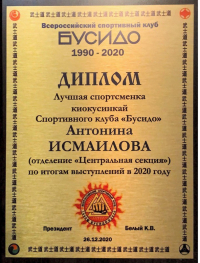 Всероссийский спортивный клуб
БУСИДО
1990 - 2020
ДИПЛОМ
Лучшая спортсменка
киокусинкай
Спортивного клуба «Бусидо»
Антонина
ИСМАИЛОВА
(отделение «Центральная секция»)
по итогам выступлений в 2020 году
Президент Белый К.В.
26.12.2020